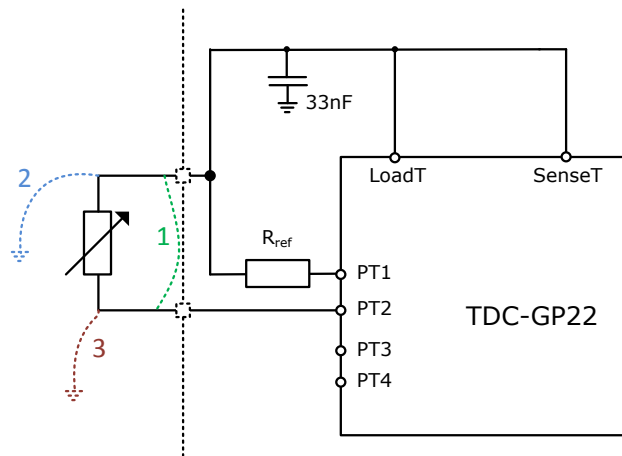 33nF
LoadT
SenseT
2
1
R_ref
PT1
PT2
TDC-GP22
3
PT3
PT4